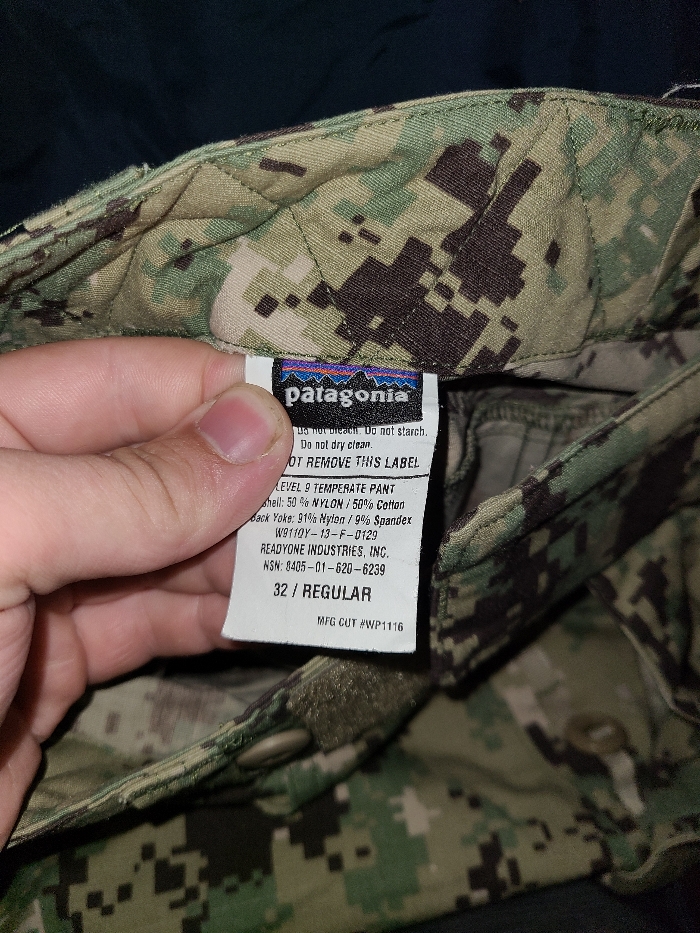 patagonia
Do not bleach. Do not starch.
Do not dry clean.
NOT REMOVE THIS LABEL
LEVEL 9 TEMPERATE PANT
Shell: 50 % NYLON / 50% Cotton
Back Yoke: 91% Nylon / 9% Spandex
W911QY-13-F-0129
READYONE INDUSTRIES, INC.
NSN: 8405-01-620-6239
32 / REGULAR
MFG CUT #WP1116